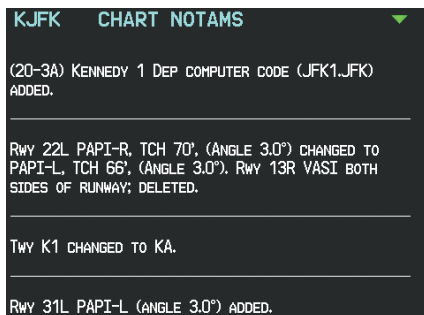 KJFK CHART NOTAMS
(20-3A) KENNEDY 1 DEP COMPUTER CODE (JFK1.JFK)
ADDED.
RWY 22L PAPI-R, TCH 70', (ANGLE 3.0°) CHANGED TO
PAPI-L, TCH 66', (ANGLE 3.0°). RWY 13R VASI BOTH
SIDES OF RUNWAY; DELETED.
TWY K1 CHANGED TO KA.
RWY 31L PAPI-L (ANGLE 3.0°) ADDED.